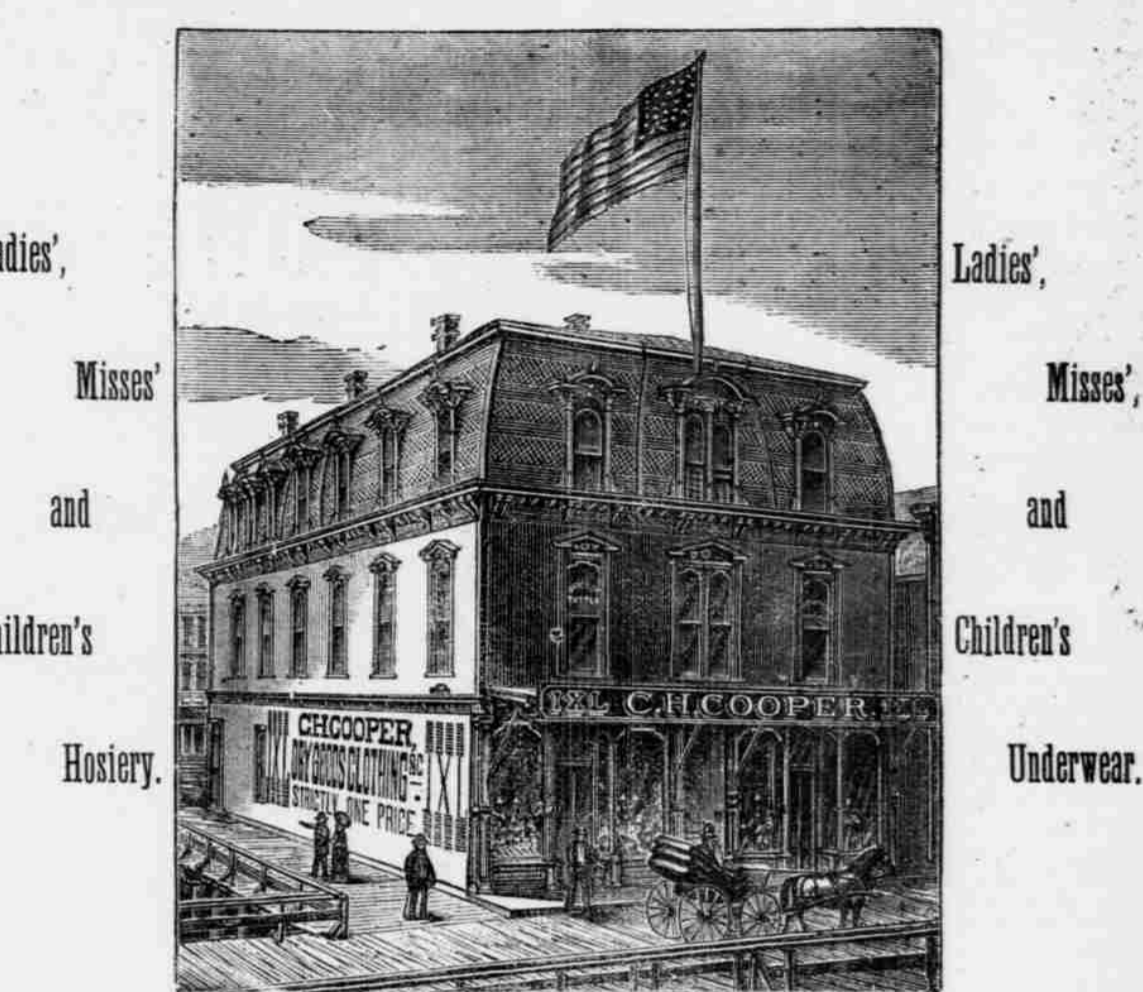 adies',
Misses'
and
hildren's
Hosiery.
IXL C.H.COOPER.
IXL
C.H.COOPER,
DRY GOODS CLOTHING &C
STRICTLY ONE PRICE
IXL
Ladies',
Misses',
and
Children's
Underwear.